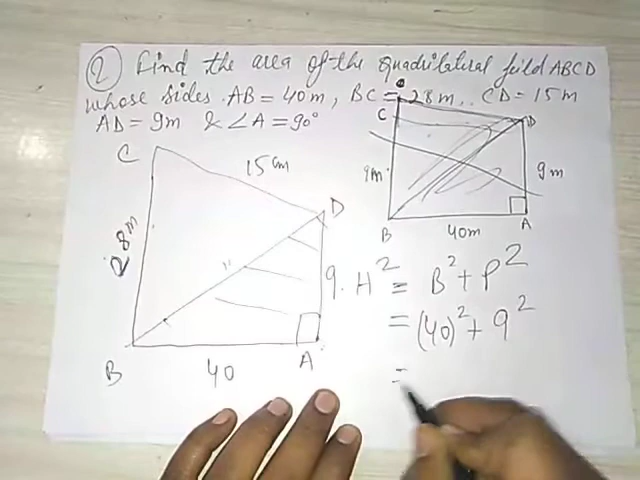 2 Find the area of the quadrilateral field ABCD
whose sides AB = 40m, BC = 28m, CD = 15m
AD = 9m & ∠A = 90°
C
D
9m
9m
B
40m
A
C
15cm
D
28m
9.
B
40
A
H² = B² + P²
= (40)² + 9²
=